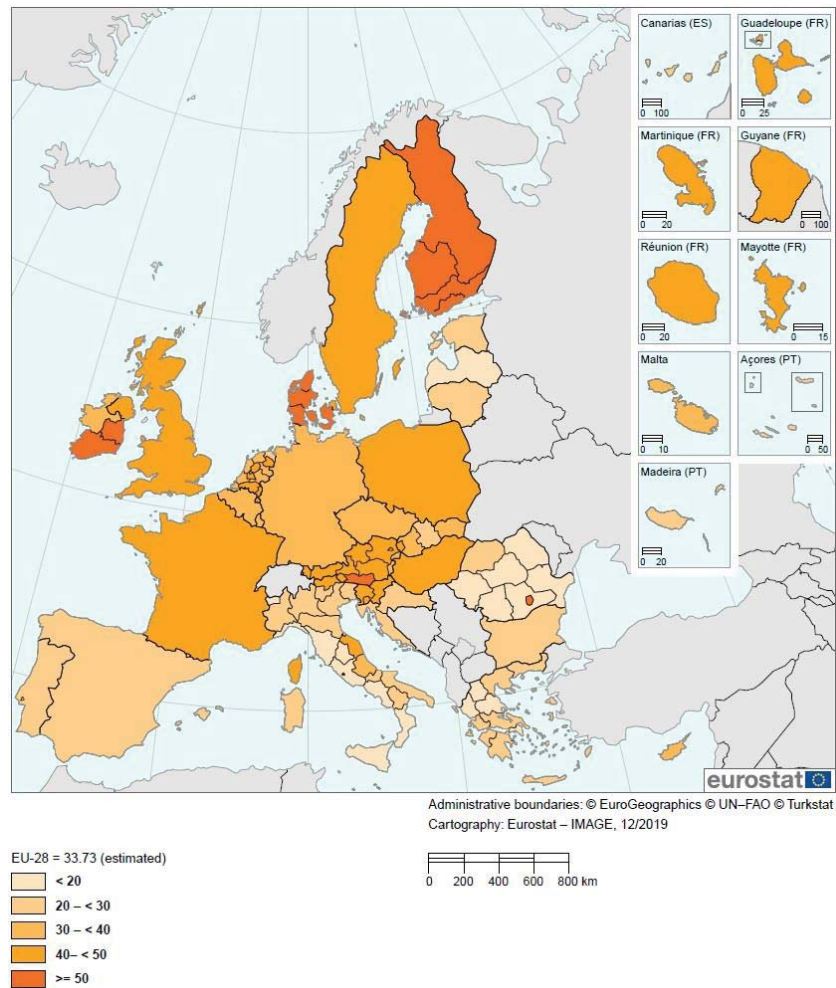 Canarias (ES)
0 100
Guadeloupe (FR)
0 25
Martinique (FR)
0 20
Guyane (FR)
0 100
Réunion (FR)
0 20
Mayotte (FR)
0 15
Malta
0 10
Açores (PT)
0 50
Madeira (PT)
0 20
eurostat
Administrative boundaries: © EuroGeographics © UN–FAO © Turkstat
Cartography: Eurostat – IMAGE, 12/2019
EU-28 = 33.73 (estimated)
< 20
20 – < 30
30 – < 40
40– < 50
>= 50
0 200 400 600 800 km